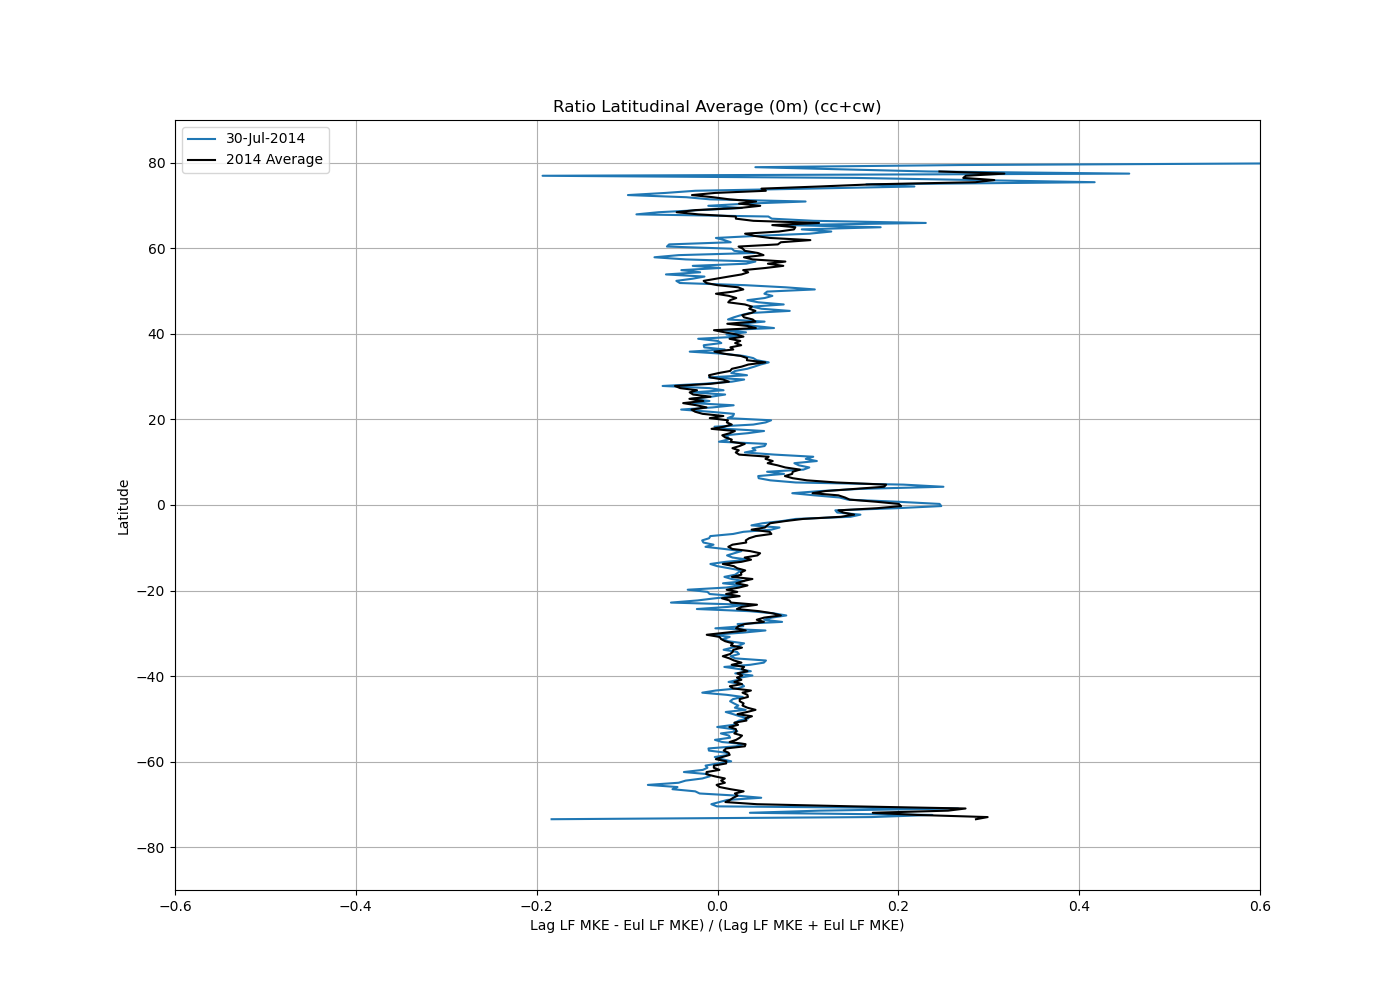 Ratio Latitudinal Average (0m) (cc+cw)
30-Jul-2014
2014 Average
80
60
40
20
0
−20
−40
−60
−80
Latitude
−0.6 −0.4 −0.2 0.0 0.2 0.4 0.6
Lag LF MKE - Eul LF MKE) / (Lag LF MKE + Eul LF MKE)